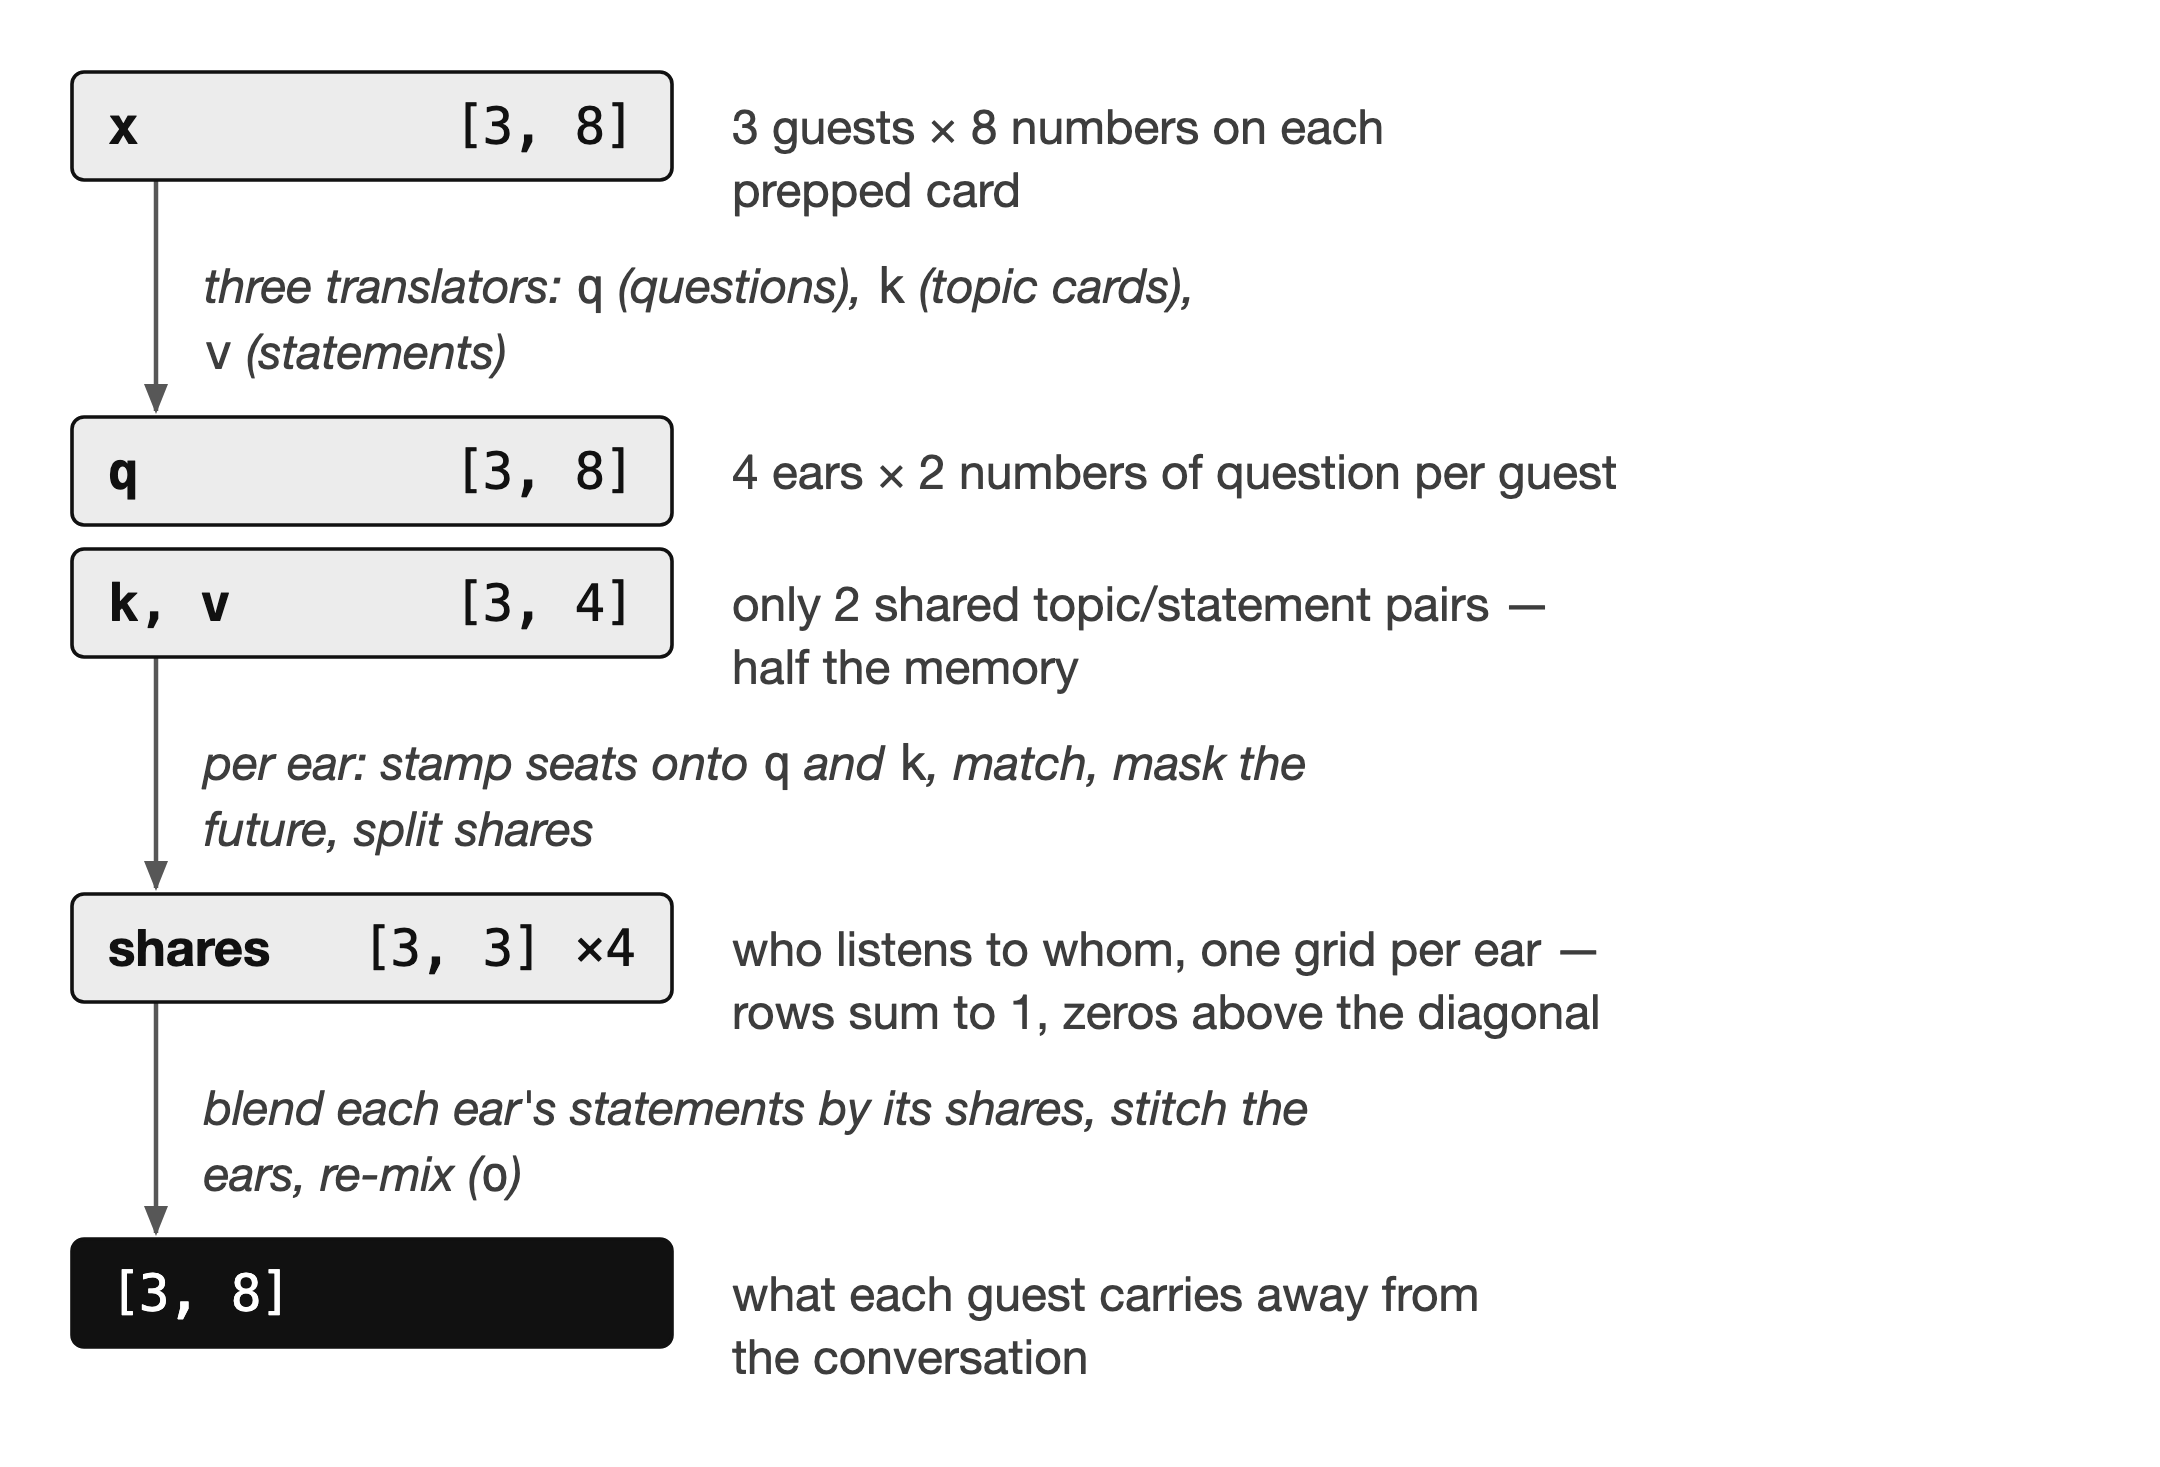 x [3, 8]
3 guests × 8 numbers on each
prepped card
three translators: q (questions), k (topic cards),
v (statements)
q [3, 8]
4 ears × 2 numbers of question per guest
k, v [3, 4]
only 2 shared topic/statement pairs —
half the memory
per ear: stamp seats onto q and k, match, mask the
future, split shares
shares [3, 3] ×4
who listens to whom, one grid per ear —
rows sum to 1, zeros above the diagonal
blend each ear's statements by its shares, stitch the
ears, re-mix (o)
[3, 8]
what each guest carries away from
the conversation